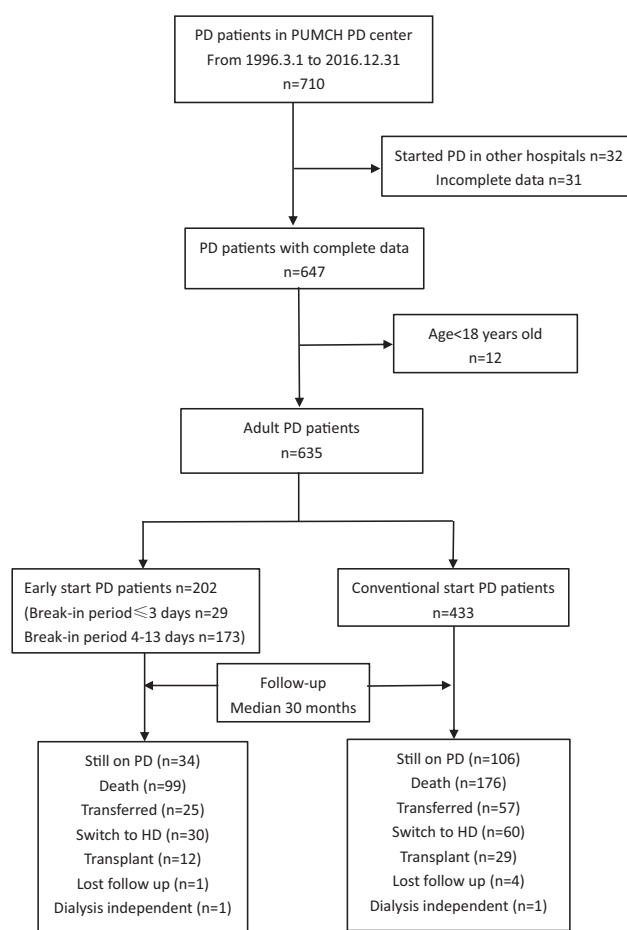 PD patients in PUMCH PD center
From 1996.3.1 to 2016.12.31
n=710
Started PD in other hospitals n=32
Incomplete data n=31
PD patients with complete data
n=647
Age<18 years old
n=12
Adult PD patients
n=635
Early start PD patients n=202
(Break-in period≤3 days n=29
Break-in period 4-13 days n=173)
Conventional start PD patients
n=433
Follow-up
Median 30 months
Still on PD (n=34)
Death (n=99)
Transferred (n=25)
Switch to HD (n=30)
Transplant (n=12)
Lost follow up (n=1)
Dialysis independent (n=1)
Still on PD (n=106)
Death (n=176)
Transferred (n=57)
Switch to HD (n=60)
Transplant (n=29)
Lost follow up (n=4)
Dialysis independent (n=1)